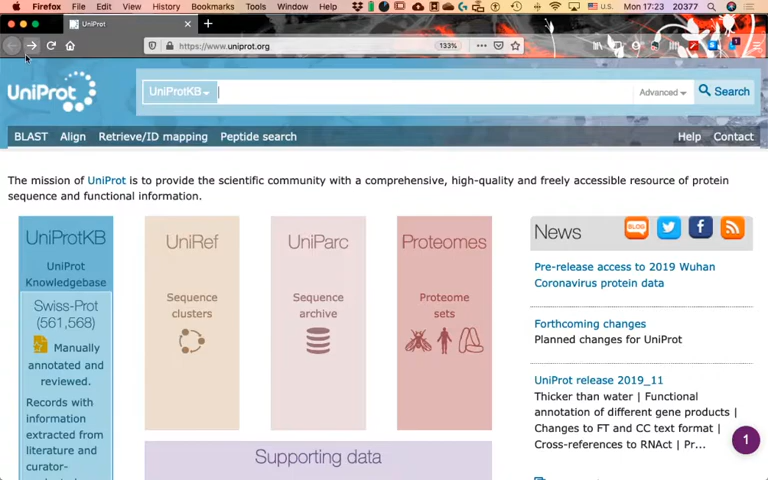 Firefox File Edit View History Bookmarks Tools Window Help U.S. Mon 17:23 20377
UniProt
https://www.uniprot.org 133%
UniProt
UniProtKB Advanced Search
BLAST Align Retrieve/ID mapping Peptide search Help Contact
The mission of UniProt is to provide the scientific community with a comprehensive, high-quality and freely accessible resource of protein
sequence and functional information.
UniProtKB
UniProt
Knowledgebase
Swiss-Prot
(561,568)
Manually
annotated and
reviewed.
Records with
information
extracted from
literature and
curator-
UniRef
Sequence
clusters
UniParc
Sequence
archive
Proteomes
Proteome
sets
Supporting data
News BLOG
Pre-release access to 2019 Wuhan
Coronavirus protein data
Forthcoming changes
Planned changes for UniProt
UniProt release 2019_11
Thicker than water | Functional
annotation of different gene products |
Changes to FT and CC text format |
Cross-references to RNAct | Pr...
1